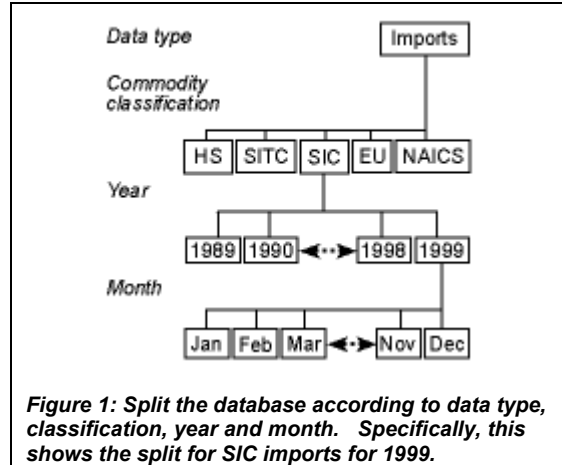 Data type
Imports
Commodity
classification
HS SITC SIC EU NAICS
Year
1989 1990 1998 1999
Month
Jan Feb Mar Nov Dec
Figure 1: Split the database according to data type,
classification, year and month. Specifically, this
shows the split for SIC imports for 1999.